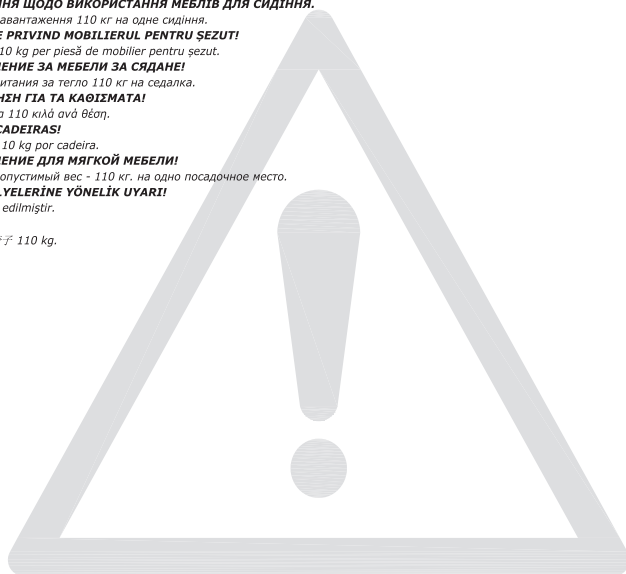 ННЯ ЩОДО ВИКОРИСТАННЯ МЕБЛІВ ДЛЯ СИДІННЯ.
авантаження 110 кг на одне сидіння.
E PRIVIND MOBILIERUL PENTRU ȘEZUT!
10 kg per piesă de mobilier pentru șezut.
ЕНИЕ ЗА МЕБЕЛИ ЗА СЯДАНЕ!
итания за тегло 110 кг на седалка.
ΗΣΗ ΓΙΑ ΤΑ ΚΑΘΙΣΜΑΤΑ!
α 110 κιλά ανά θέση.
CADEIRAS!
10 kg por cadeira.
ЕНИЕ ДЛЯ МЯГКОЙ МЕБЕЛИ!
опустимый вес - 110 кг. на одно посадочное место.
LYELERİNE YÖNELİK UYARI!
edilmiştir.
子 110 kg.